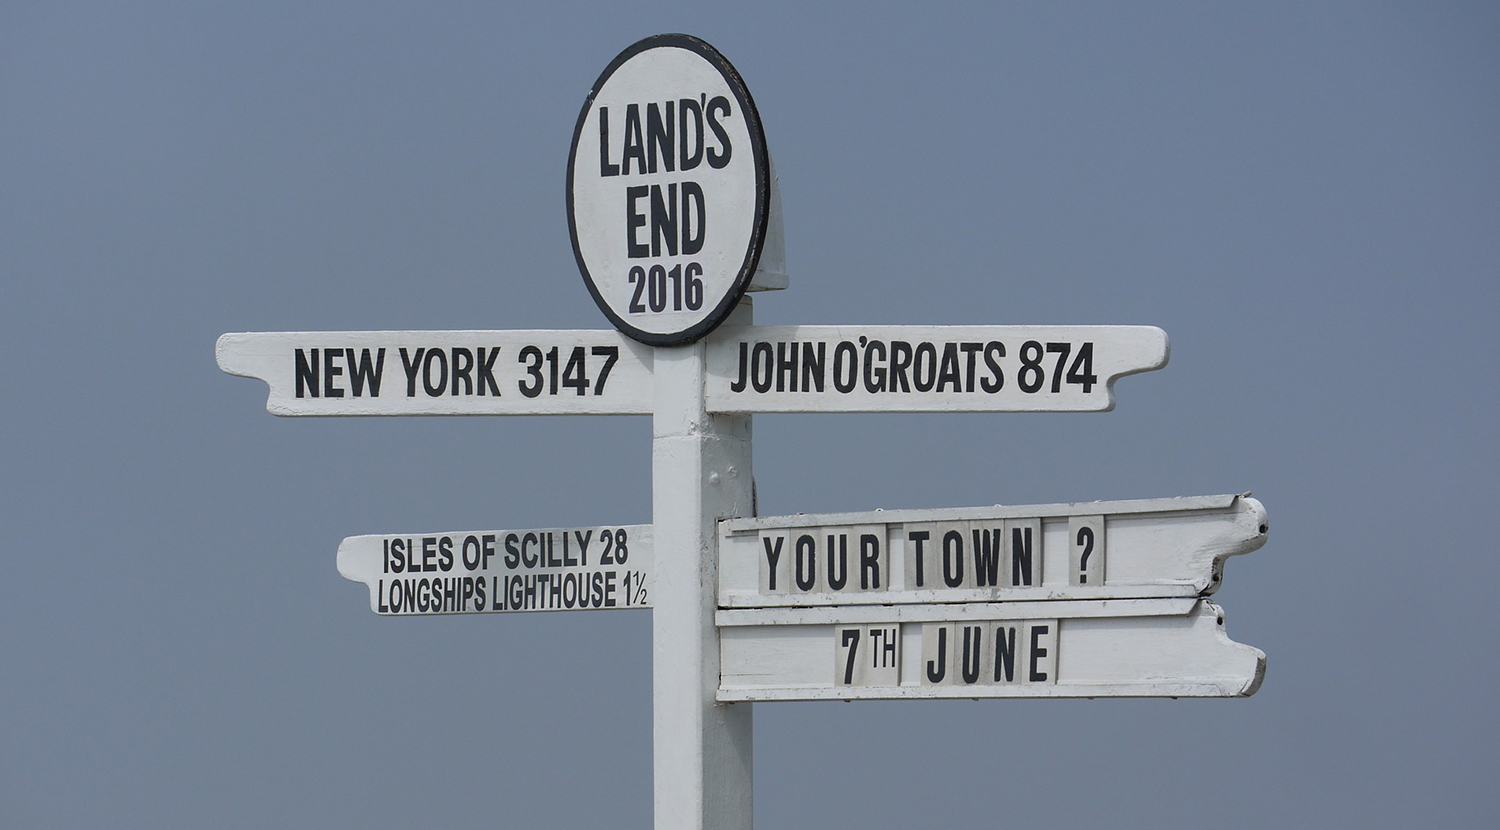 LAND'S
END
2016
NEW YORK 3147
JOHN O'GROATS 874
ISLES OF SCILLY 28
LONGSHIPS LIGHTHOUSE 1½
YOUR TOWN ?
7TH JUNE